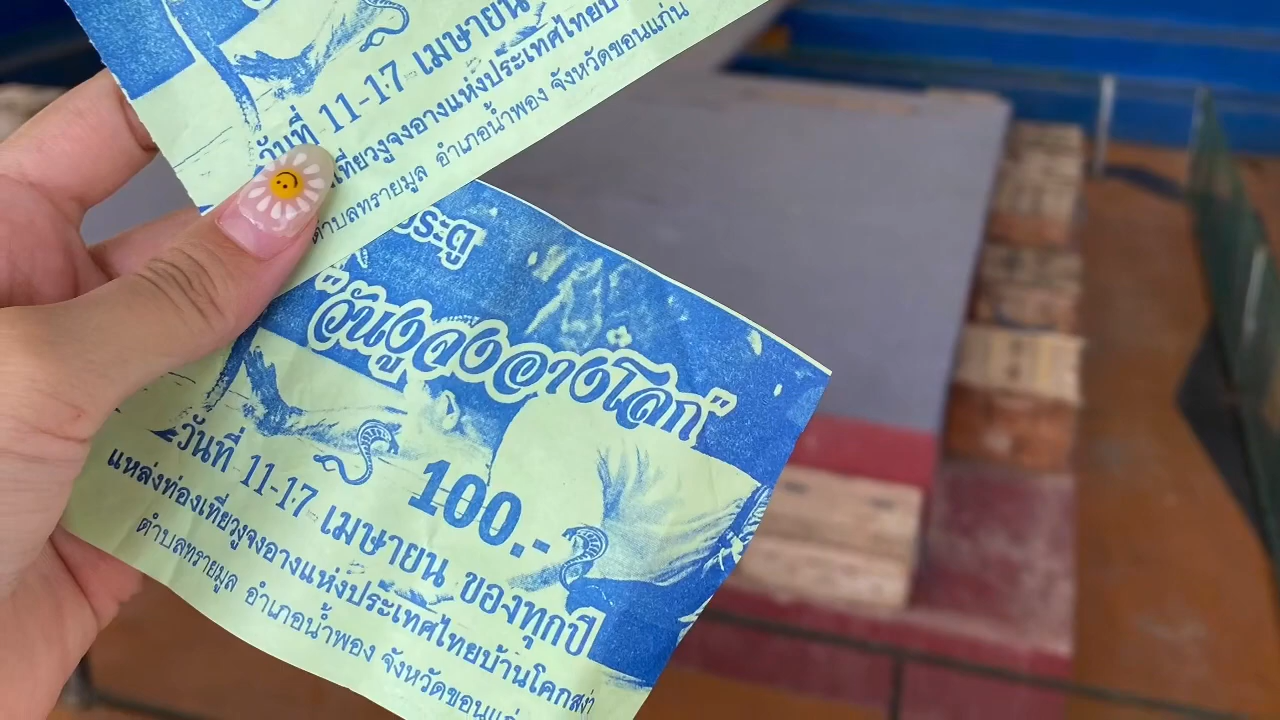 วันที่ 11-17 เมษายน
เที่ยวงูจงอางแห่งประเทศไทยบ
ตำบลทรายมูล อำเภอน้ำพอง จังหวัดขอนแก่น
ระตู
"วันงูจงอางโลก"
100.-
วันที่ 11-17 เมษายน ของทุกปี
แหล่งท่องเที่ยวงูจงอางแห่งประเทศไทยบ้านโคกสง่า
ตำบลทรายมูล อำเภอน้ำพอง จังหวัดขอนแก่น